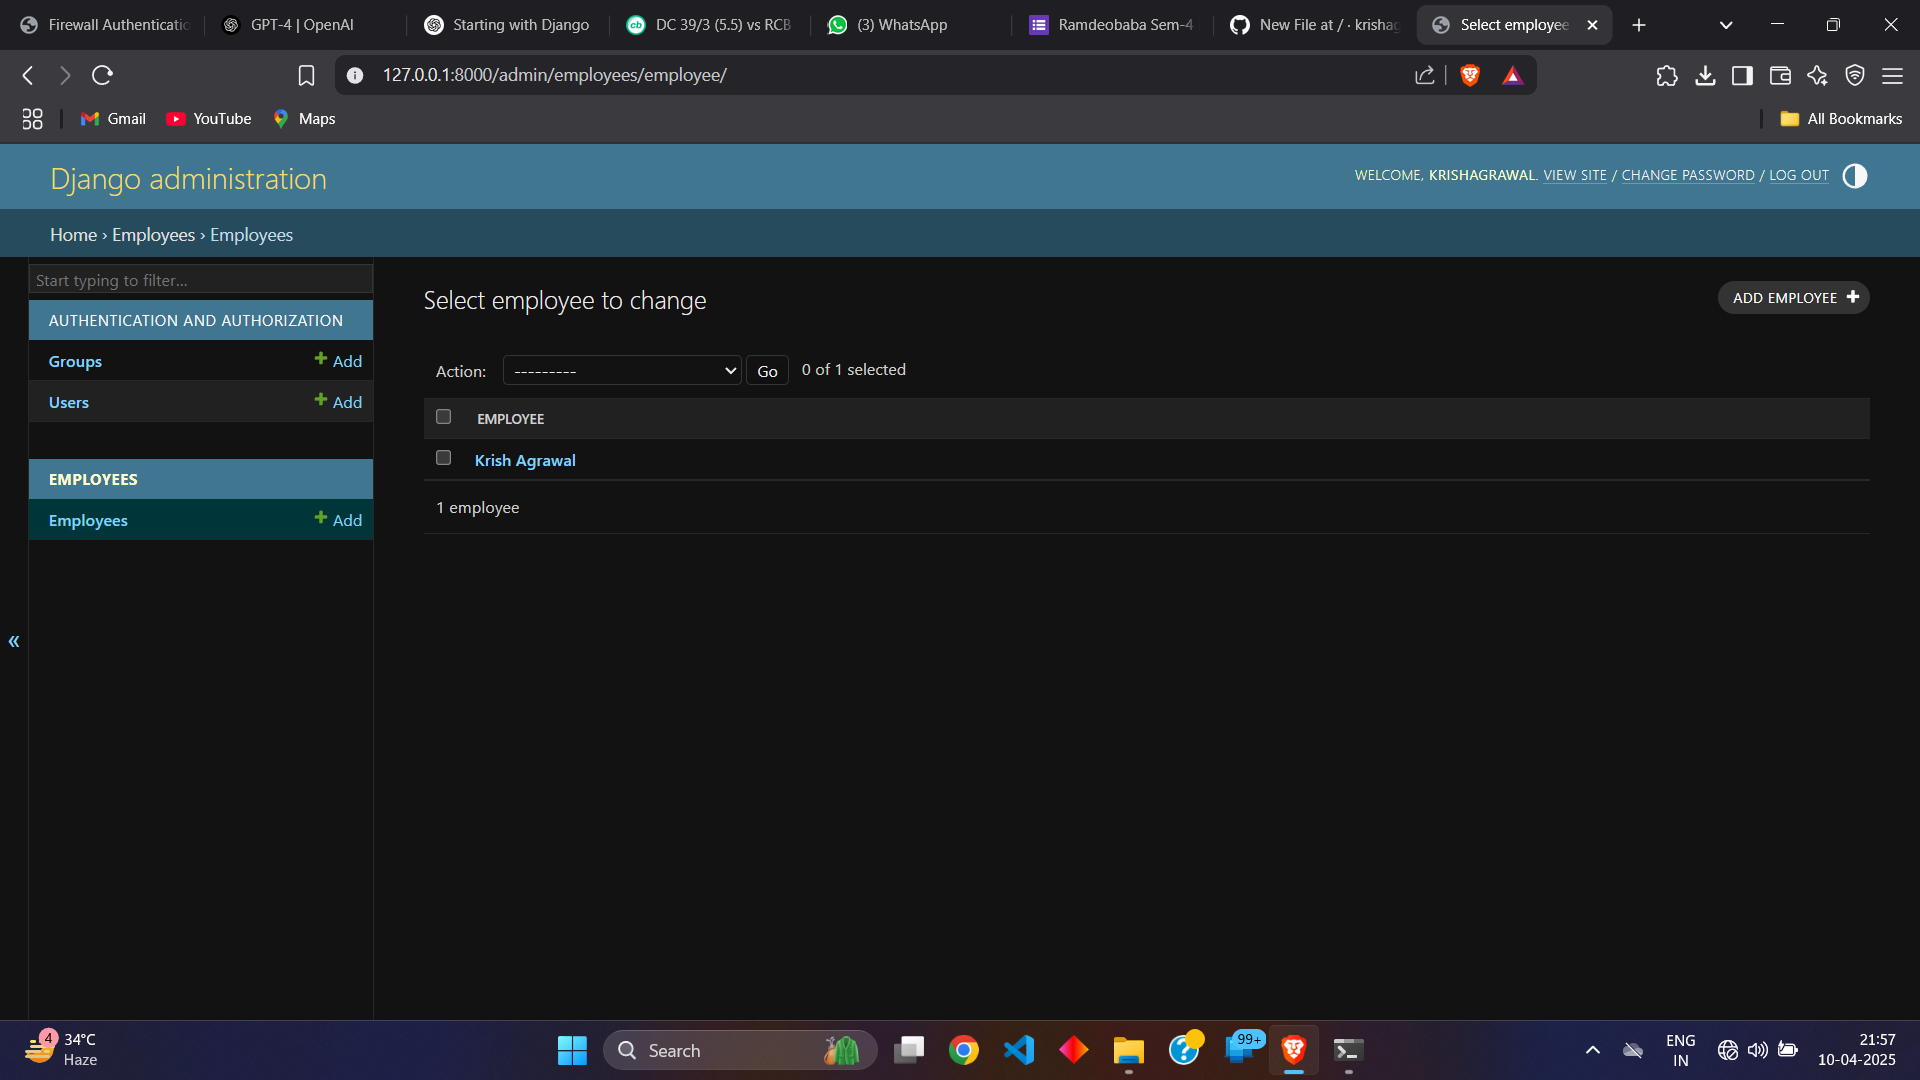 Firewall Authenticatio
GPT-4 | OpenAI
Starting with Django
DC 39/3 (5.5) vs RCB
(3) WhatsApp
Ramdeobaba Sem-4
New File at / · krishag
Select employee
127.0.0.1:8000/admin/employees/employee/
Gmail
YouTube
Maps
All Bookmarks
Django administration
WELCOME, KRISHAGRAWAL. VIEW SITE / CHANGE PASSWORD / LOG OUT
Home › Employees › Employees
Start typing to filter...
AUTHENTICATION AND AUTHORIZATION
Groups
+ Add
Users
+ Add
EMPLOYEES
Employees
+ Add
«
Select employee to change
ADD EMPLOYEE +
Action:
---------
Go
0 of 1 selected
EMPLOYEE
Krish Agrawal
1 employee
4
34°C
Haze
Search
99+
ENG
IN
21:57
10-04-2025